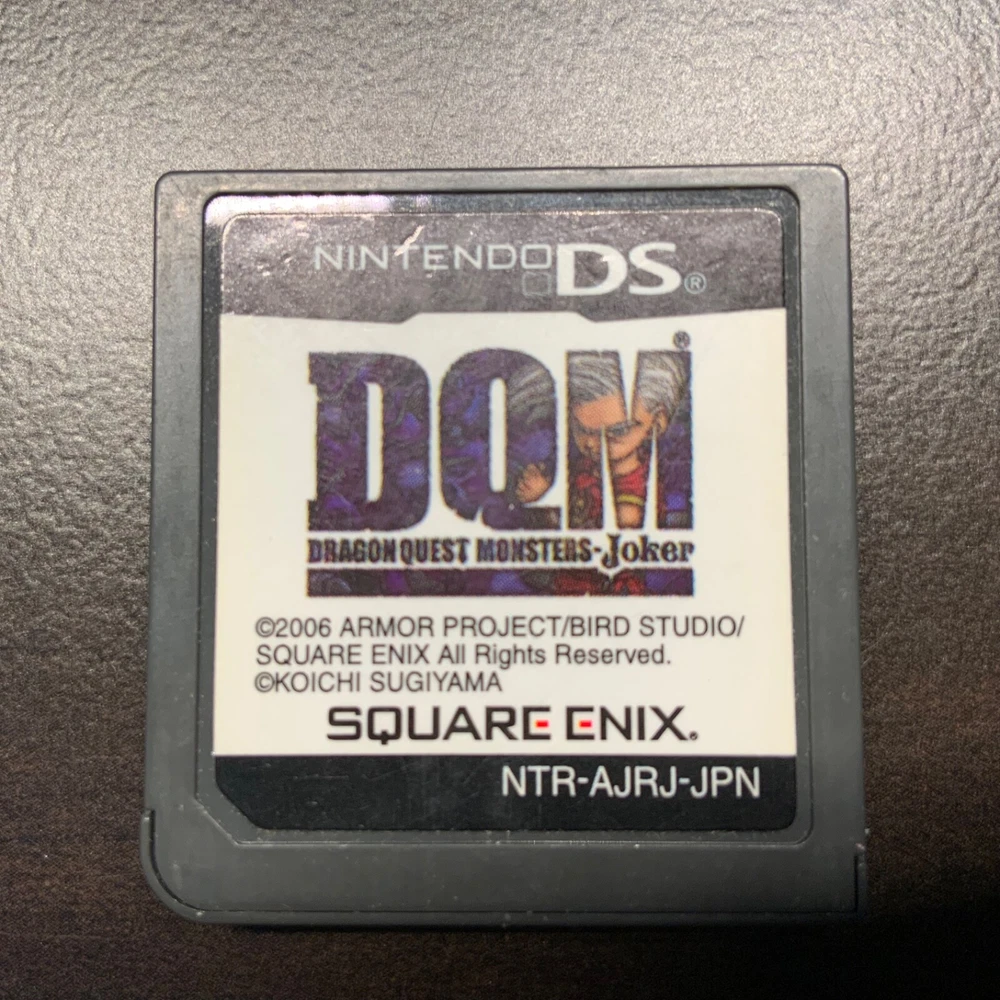 NINTENDO DS®
DQM®
DRAGON QUEST MONSTERS-Joker
©2006 ARMOR PROJECT/BIRD STUDIO/
SQUARE ENIX All Rights Reserved.
©KOICHI SUGIYAMA
SQUARE ENIX®
NTR-AJRJ-JPN